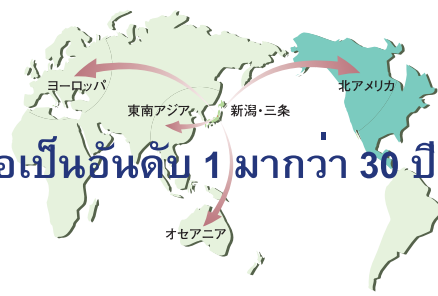 ヨーロッパ
北アメリカ
東南アジア
新潟・三条
อเป็นอันดับ 1 มากว่า 30 ปี
オセアニア